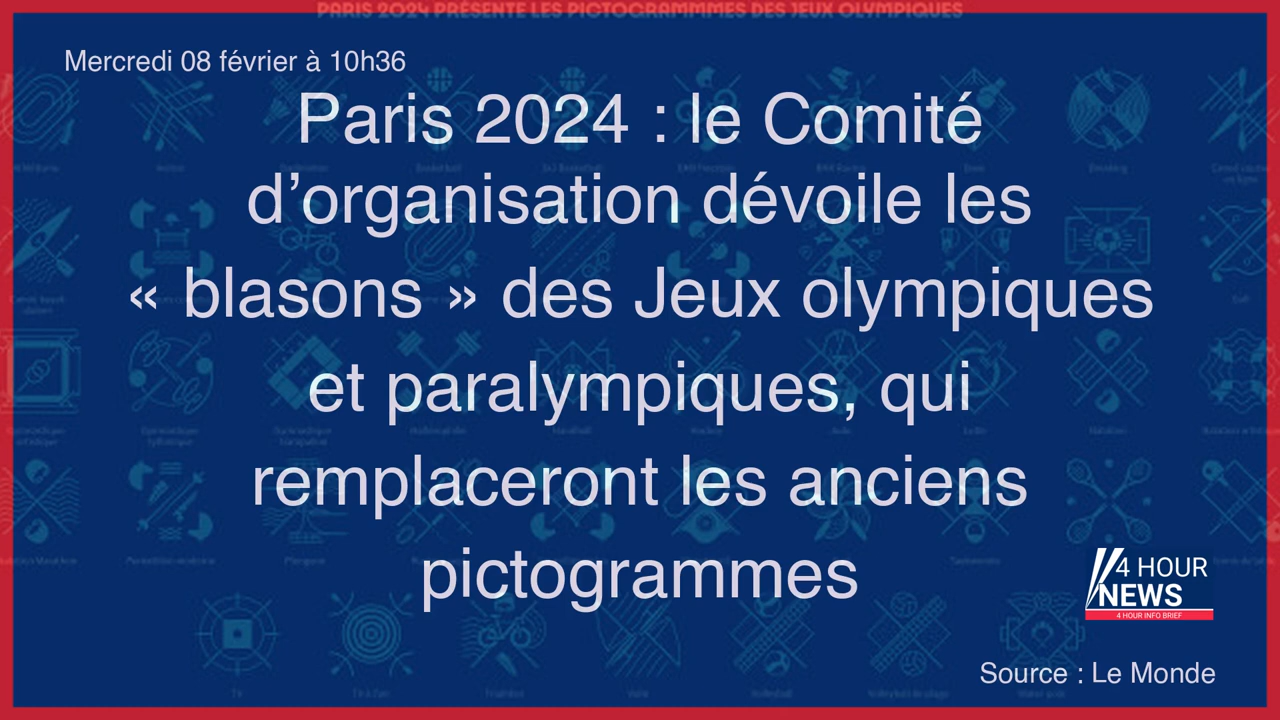 PARIS 2024 PRÉSENTE LES PICTOGRAMMMES DES JEUX OLYMPIQUES
Mercredi 08 février à 10h36
Paris 2024 : le Comité
d’organisation dévoile les
« blasons » des Jeux olympiques
et paralympiques, qui
remplaceront les anciens
pictogrammes
4 HOUR
NEWS
4 HOUR INFO BRIEF
Source : Le Monde